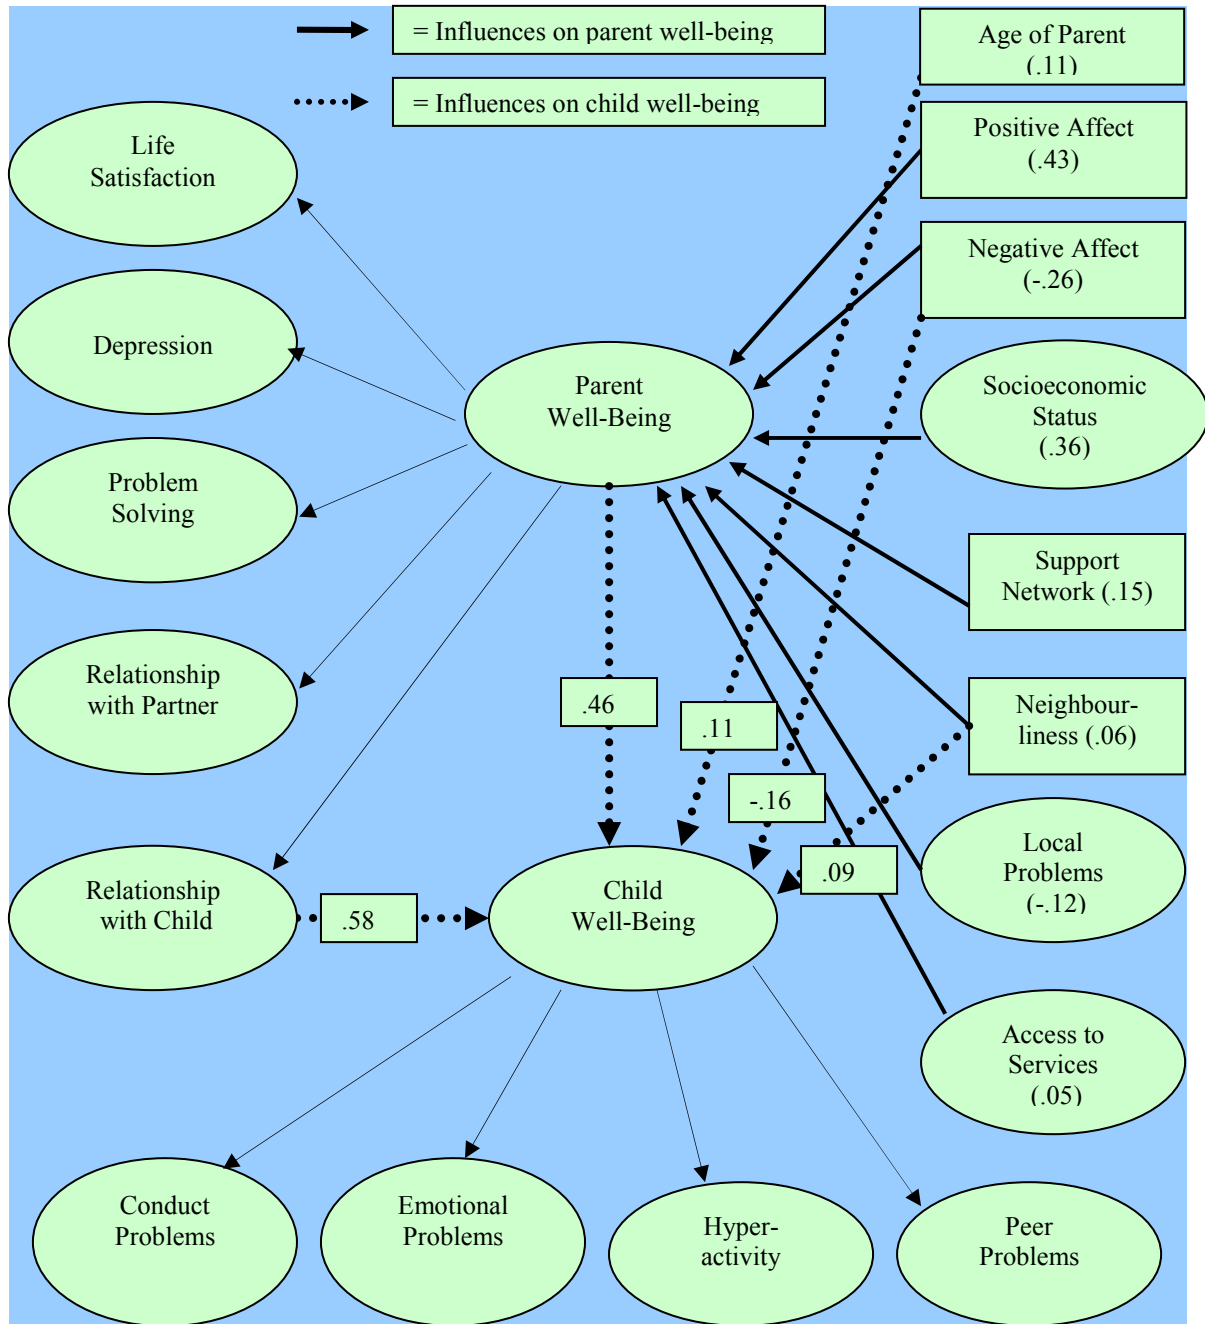 = Influences on parent well-being
= Influences on child well-being
Age of Parent
(.11)
Positive Affect
(.43)
Negative Affect
(-.26)
Socioeconomic
Status
(.36)
Support
Network (.15)
Neighbour-
liness (.06)
Local
Problems
(-.12)
Access to
Services
(.05)
Life
Satisfaction
Depression
Problem
Solving
Relationship
with Partner
Relationship
with Child
Parent
Well-Being
.46
.11
-.16
.09
.58
Child
Well-Being
Conduct
Problems
Emotional
Problems
Hyper-
activity
Peer
Problems